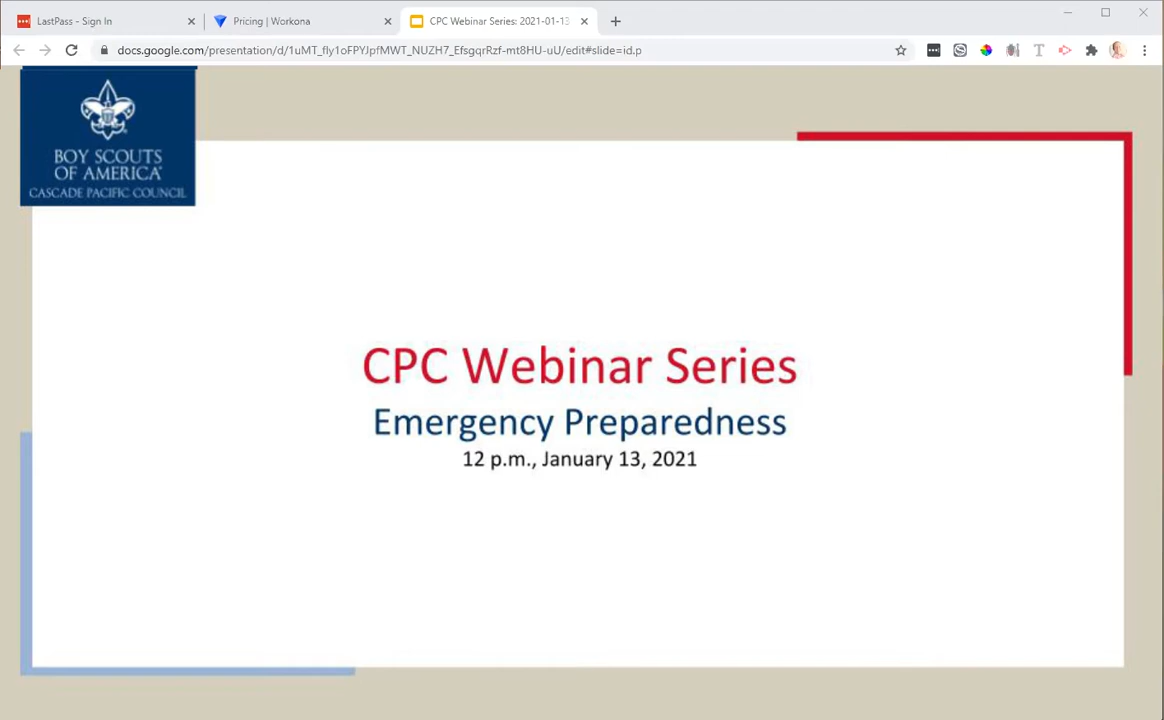 LastPass - Sign In
Pricing | Workona
CPC Webinar Series: 2021-01-13
docs.google.com/presentation/d/1uMT_fly1oFPYJpfMWT_NUZH7_EfsgqrRzf-mt8HU-uU/edit#slide=id.p
BOY SCOUTS
OF AMERICA
CASCADE PACIFIC COUNCIL
CPC Webinar Series
Emergency Preparedness
12 p.m., January 13, 2021